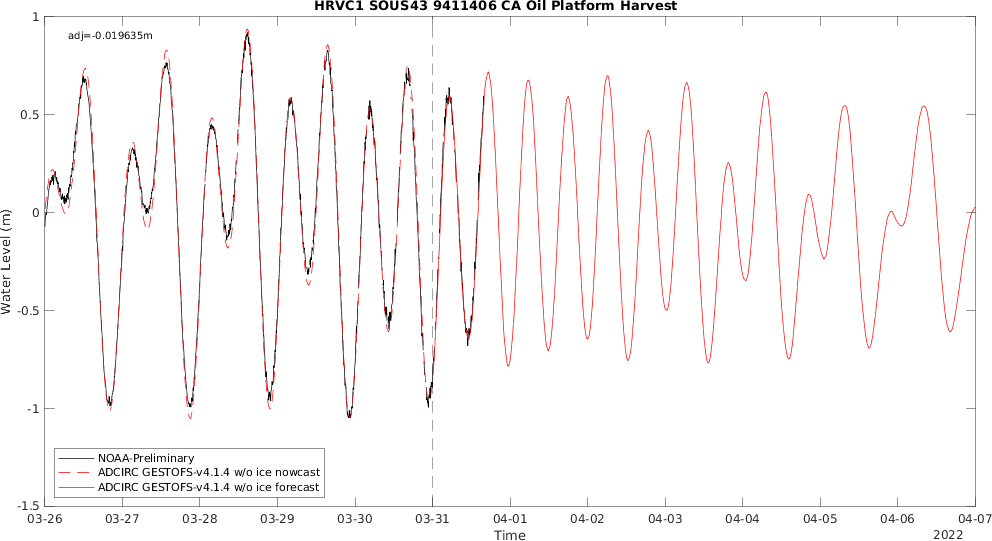 HRVC1 SOUS43 9411406 CA Oil Platform Harvest
adj=-0.019635m
1
0.5
0
-0.5
-1
-1.5
Water Level (m)
NOAA-Preliminary
ADCIRC GESTOFS-v4.1.4 w/o ice nowcast
ADCIRC GESTOFS-v4.1.4 w/o ice forecast
03-26 03-27 03-28 03-29 03-30 03-31 04-01 04-02 04-03 04-04 04-05 04-06 04-07
Time
2022